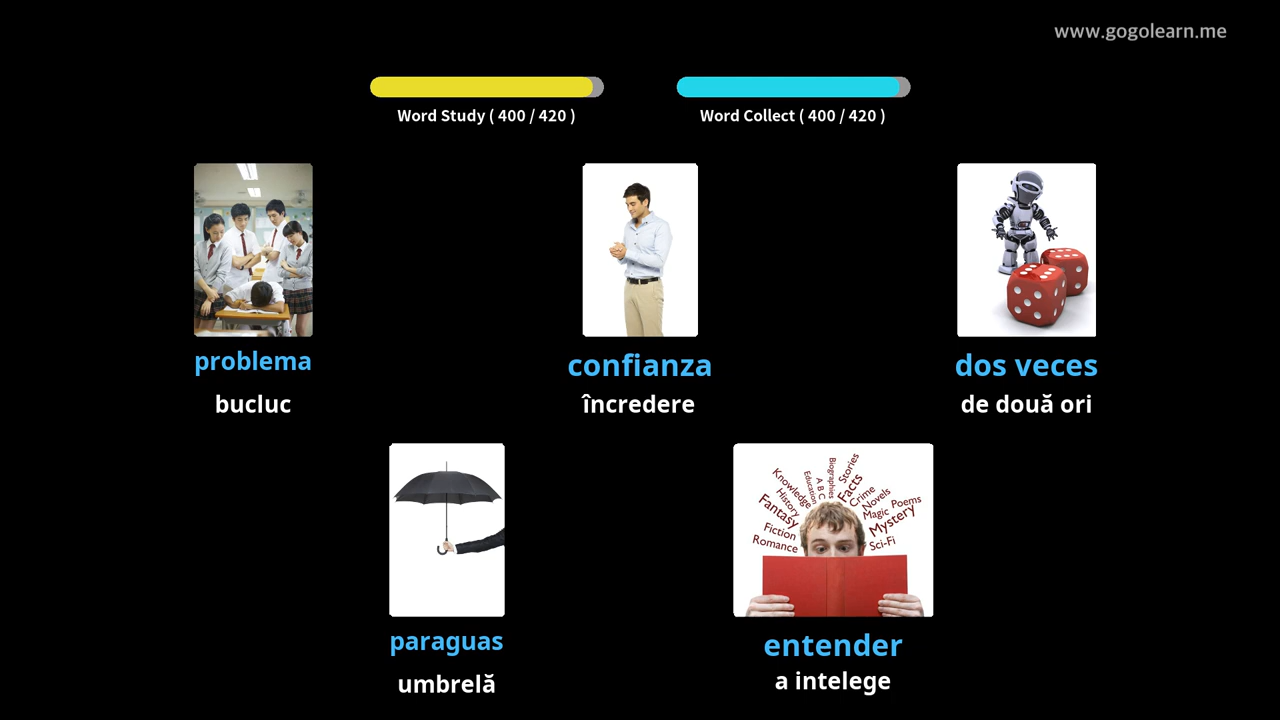 www.gogolearn.me
Word Study ( 400 / 420 )
Word Collect ( 400 / 420 )
problema
confianza
dos veces
bucluc
încredere
de două ori
Knowledge
History
Education
A B C
Biographies
Stories
Facts
Crime
Novels
Magic
Poems
Mystery
Fantasy
Fiction
Romance
Sci-Fi
paraguas
entender
umbrelă
a intelege